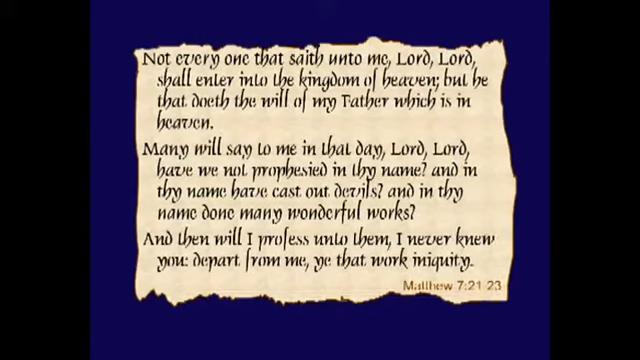 Not every one that saith unto me, Lord, Lord,
shall enter into the kingdom of heaven; but he
that doeth the will of my Father which is in
heaven.
Many will say to me in that day, Lord, Lord,
have we not prophesied in thy name? and in
thy name have cast out devils? and in thy
name done many wonderful works?
And then will I profess unto them, I never knew
you: depart from me, ye that work iniquity.
Matthew 7:21-23